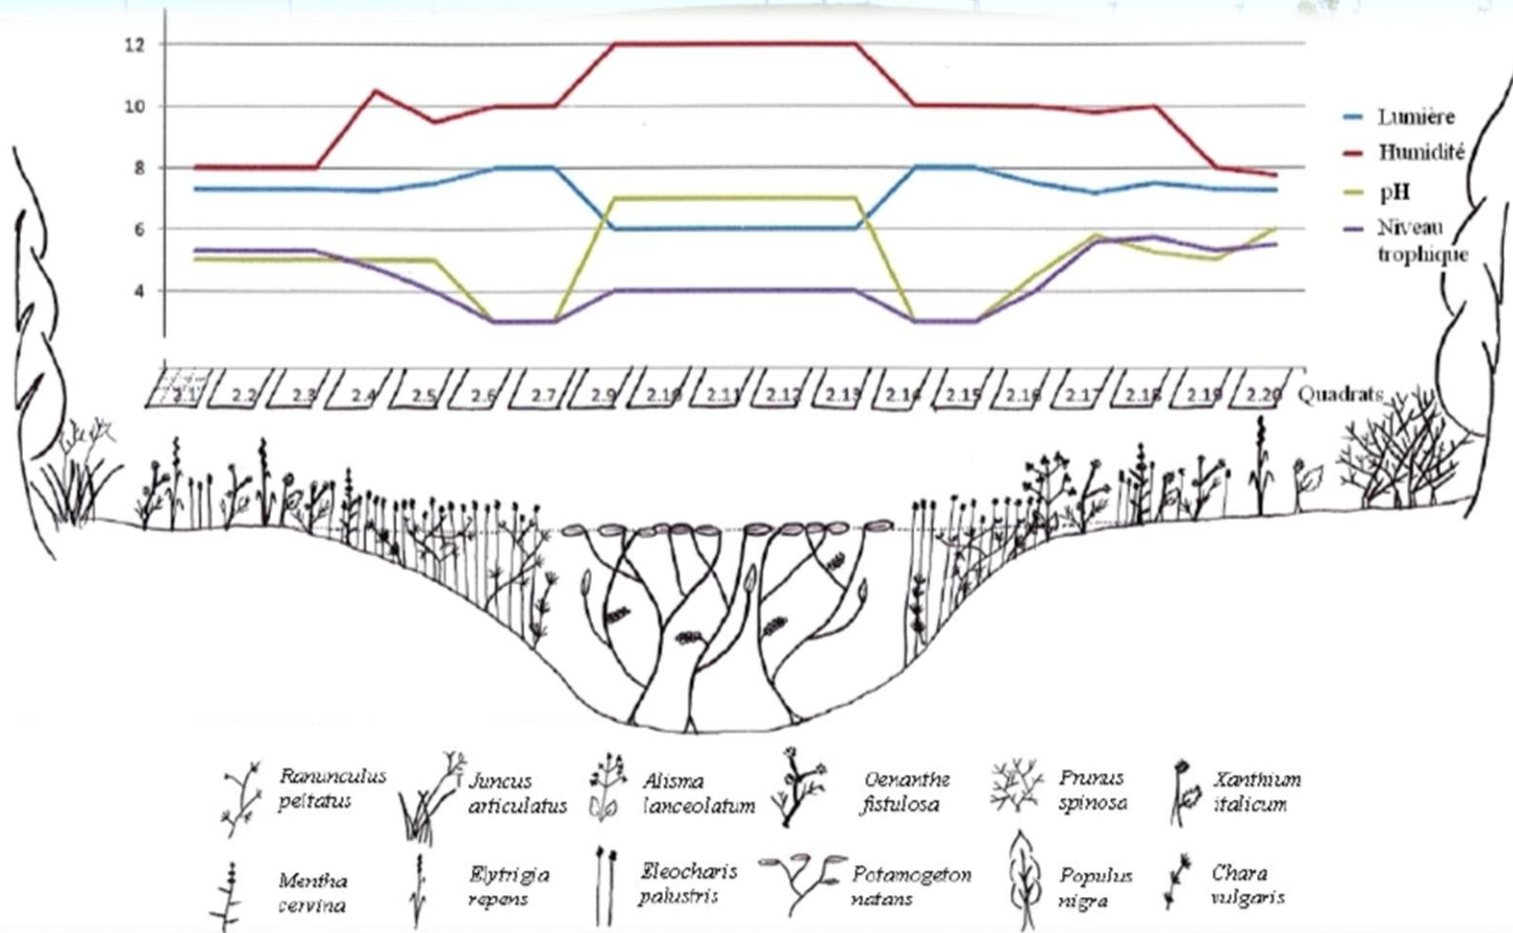 12
10
8
6
4
Lumière
Humidité
pH
Niveau
trophique
2.1 2.2 2.3 2.4 2.5 2.6 2.7 2.9 2.10 2.11 2.12 2.13 2.14 2.15 2.16 2.17 2.18 2.19 2.20 Quadrats
Ranunculus
peltatus
Juncus
articulatus
Alisma
lanceolatum
Oenanthe
fistulosa
Prunus
spinosa
Xanthium
italicum
Mentha
cervina
Elytrigia
repens
Eleocharis
palustris
Potamogeton
natans
Populus
nigra
Chara
vulgaris